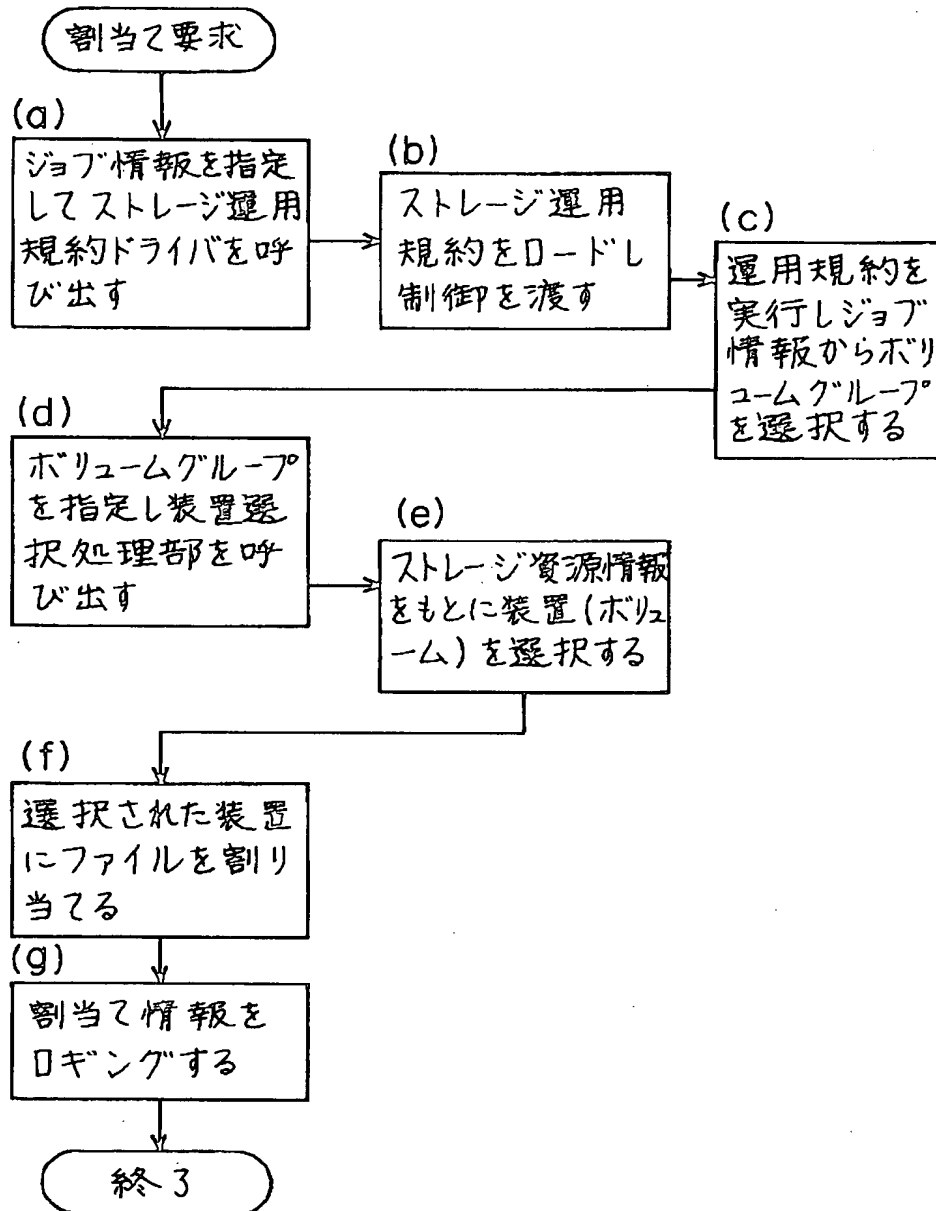 割当て要求
(a)
ジョブ情報を指定
してストレージ運用
規約ドライバを呼
び出す
(b)
ストレージ運用
規約をロードし
制御を渡す
(c)
運用規約を
実行しジョブ
情報からボリ
ュームグループ
を選択する
(d)
ボリュームグループ
を指定し装置選
択処理部を呼
び出す
(e)
ストレージ資源情報
をもとに装置(ボリュ
ーム)を選択する
(f)
選択された装置
にファイルを割り
当てる
(g)
割当て情報を
ロギングする
終了